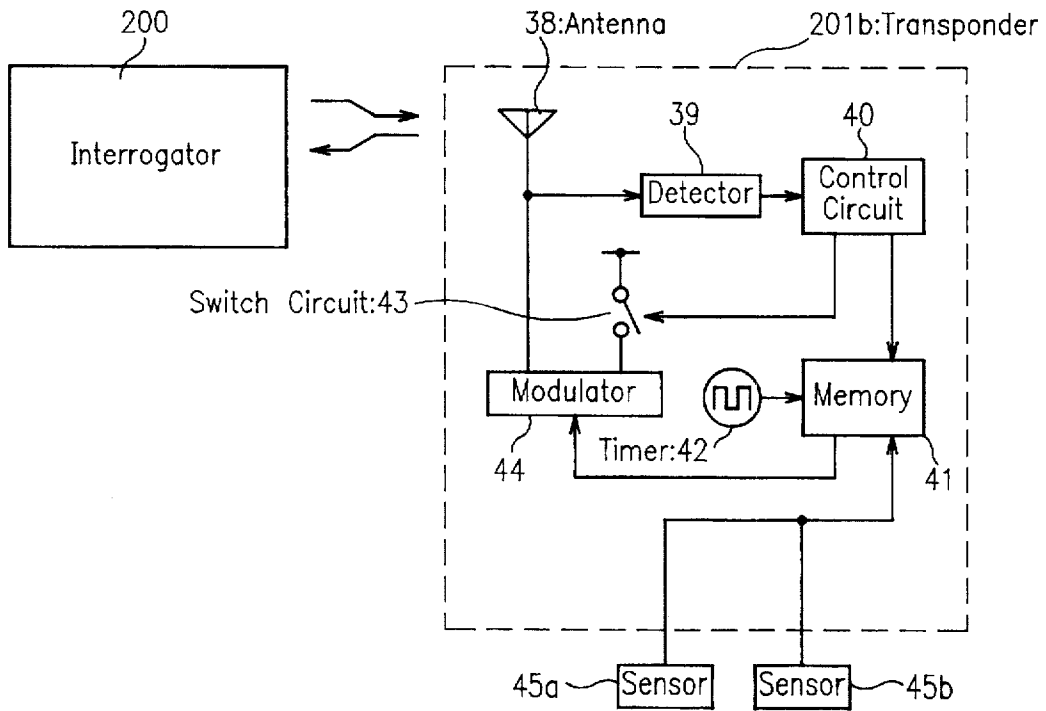 200
38:Antenna
201b:Transponder
Interrogator
39
40
Detector
Control
Circuit
Switch Circuit:43
Modulator
Memory
44
Timer:42
41
45a
Sensor
Sensor
45b